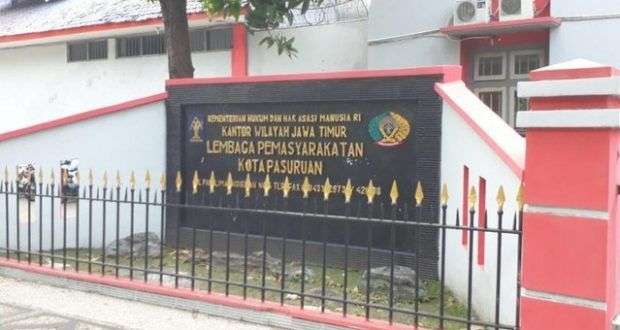 KEMENTERIAN HUKUM DAN HAK ASASI MANUSIA RI
KANTOR WILAYAH JAWA TIMUR
LEMBAGA PEMASYARAKATAN
KOTA PASURUAN